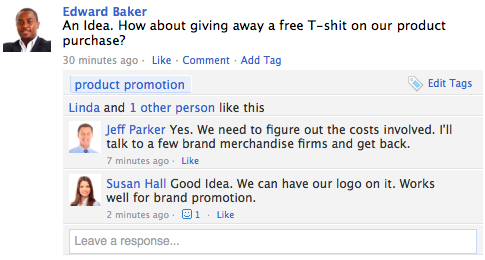 Edward Baker
An Idea. How about giving away a free T-shit on our product
purchase?
30 minutes ago · Like · Comment · Add Tag
product promotion
Edit Tags
Linda and 1 other person like this
Jeff Parker Yes. We need to figure out the costs involved. I'll
talk to a few brand merchandise firms and get back.
7 minutes ago · Like
Susan Hall Good Idea. We can have our logo on it. Works
well for brand promotion.
2 minutes ago · 1 · Like
Leave a response...